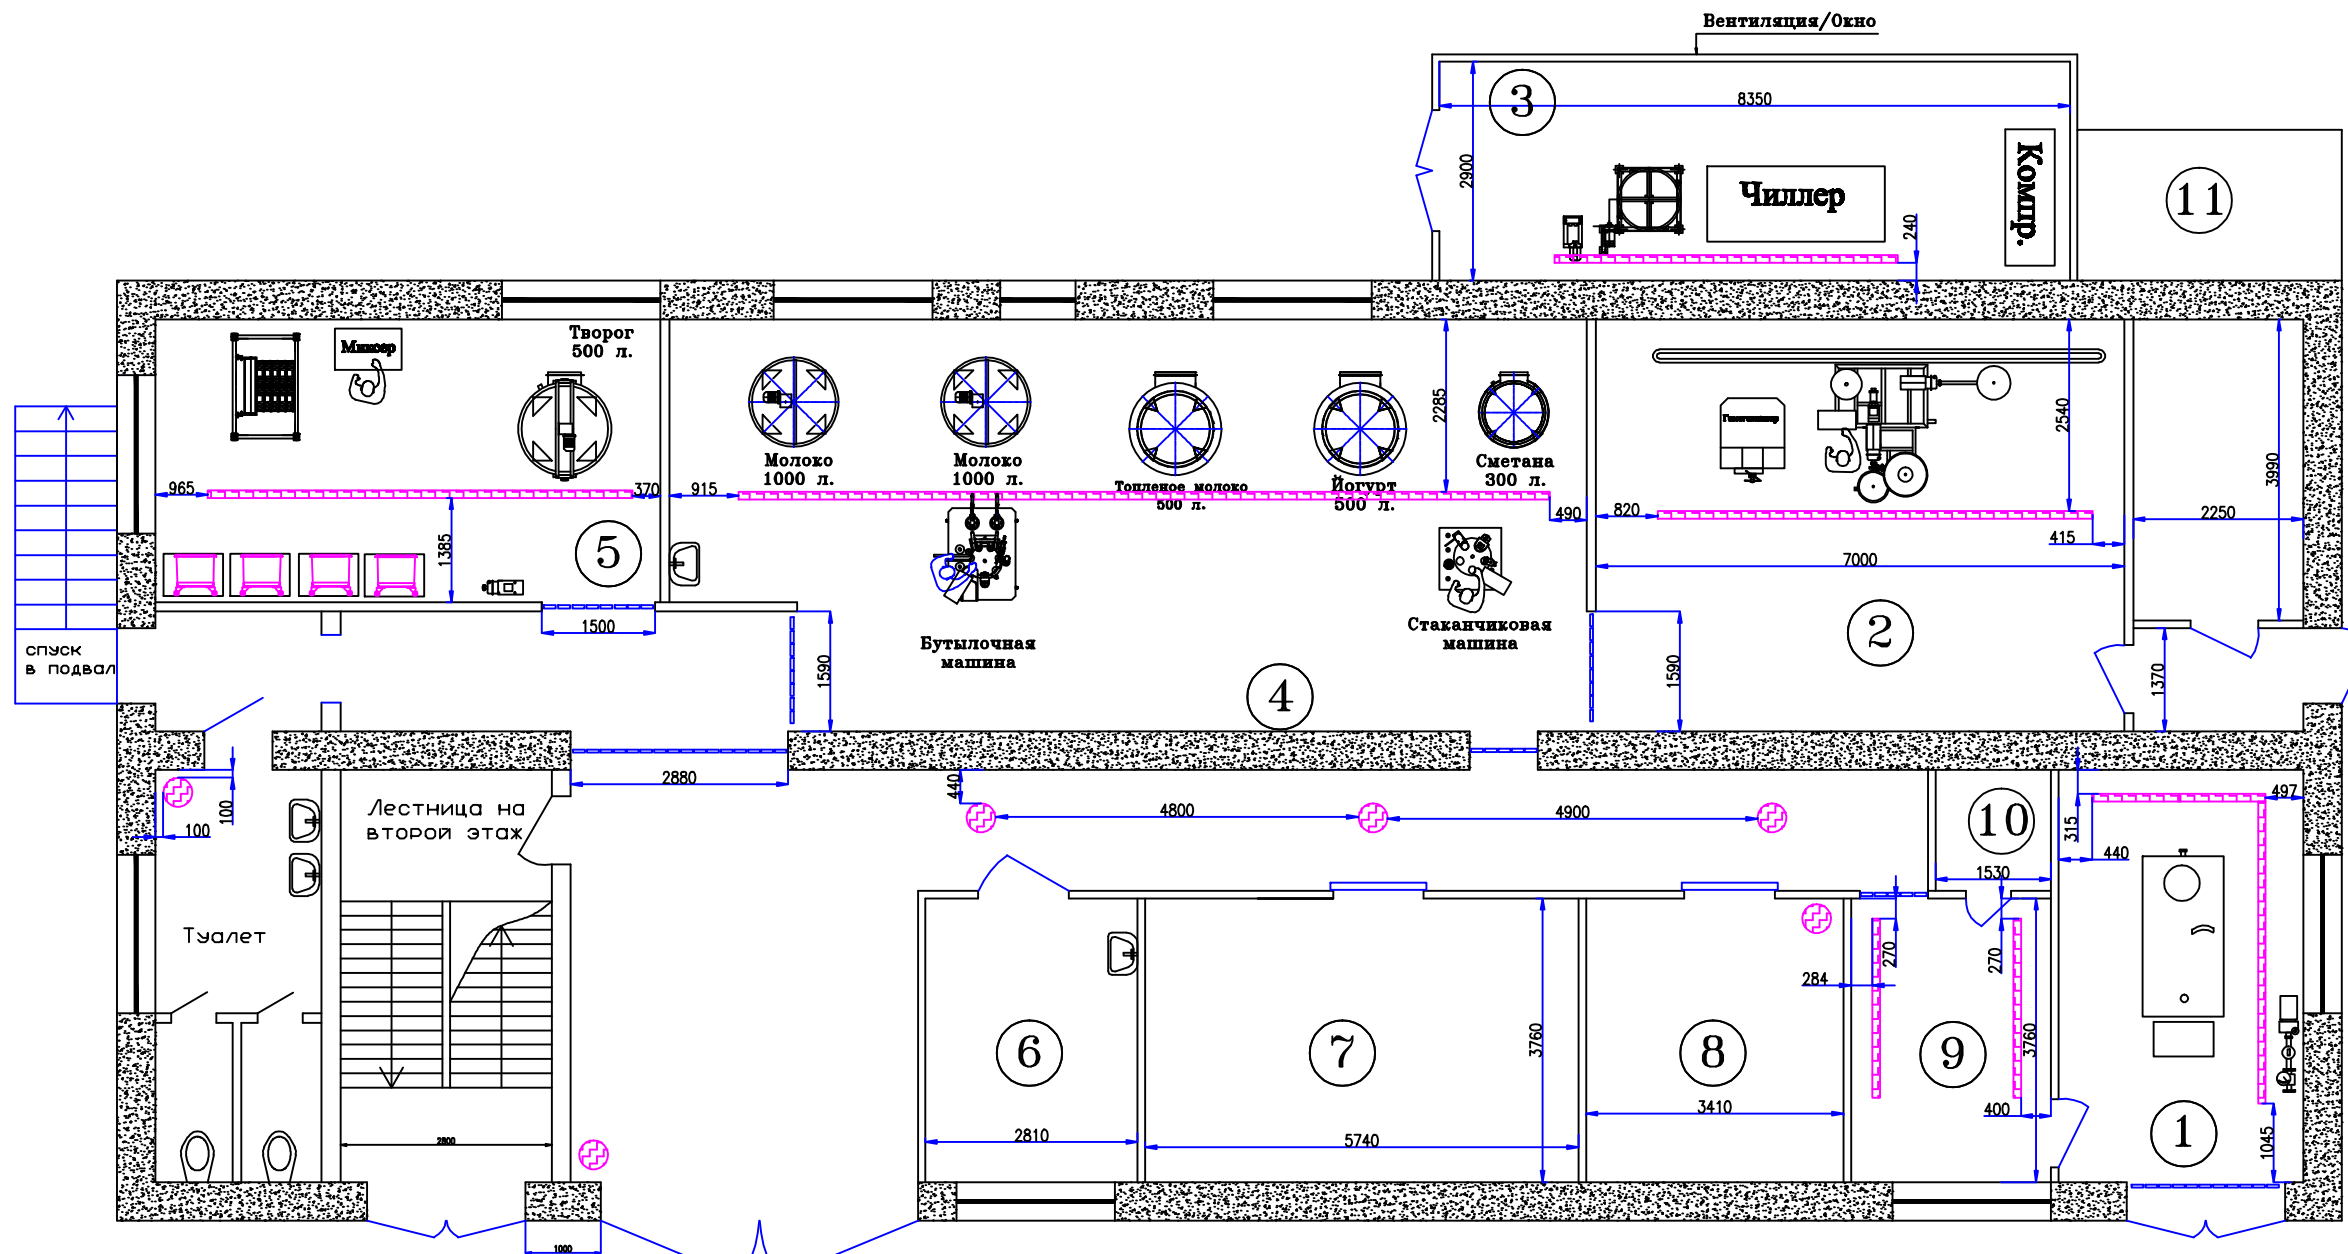 Вентиляция/Окно
3
8350
2900
Чиллер
Компр.
240
11
Творог
500 л.
Миксер
Молоко
1000 л.
Молоко
1000 л.
Топленое молоко
500 л.
Йогурт
500 л.
Сметана
300 л.
2285
Гомогенизатор
2540
3990
965
370
915
490
820
415
2250
7000
1385
5
1500
1590
Бутылочная
машина
Стаканчиковая
машина
4
1590
2
1370
спуск
в подвал
100
100
Лестница на
второй этаж
2880
440
4800
4900
10
1530
315
440
497
Туалет
270
270
284
6
7
8
9
3760
3760
400
1
1045
2810
5740
3410
2800
1000